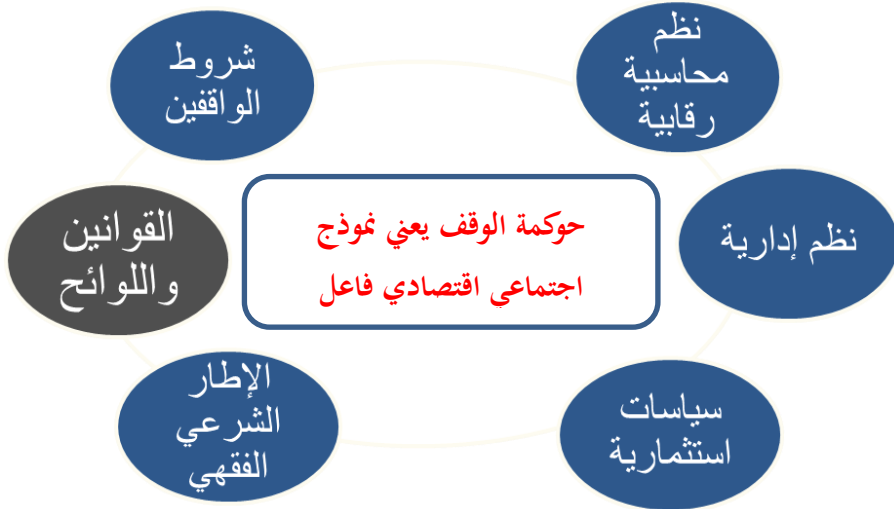 نظم
محاسبية
رقابية
شروط
الواقفين
نظم إدارية
القوانين
واللوائح
حوكمة الوقف يعني نموذج
اجتماعي اقتصادي فاعل
سياسات
استثمارية
الإطار
الشرعي
الفقهي